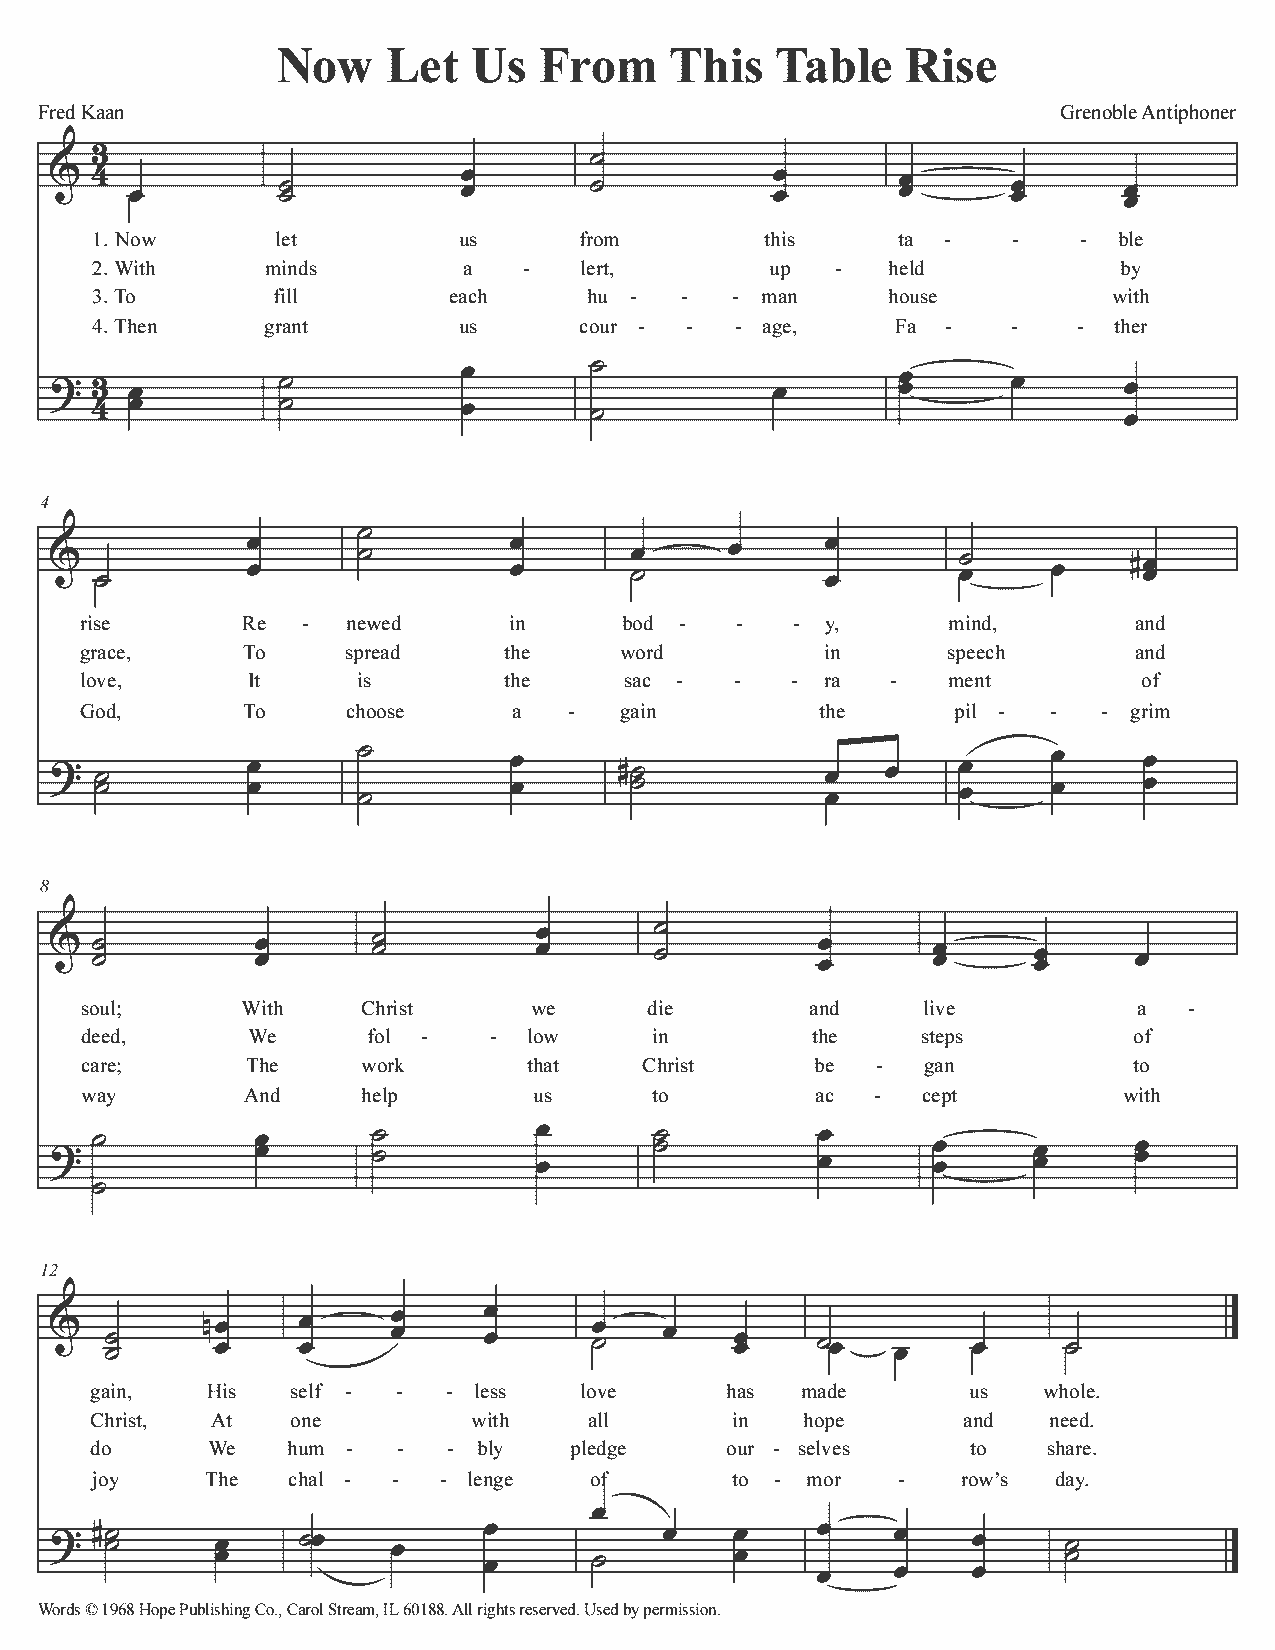 Now Let Us From This Table Rise
Fred Kaan
Grenoble Antiphoner
1. Now let us from this ta - - - ble
2. With minds a - lert, up - held by
3. To fill each hu - - - man house with
4. Then grant us cour - - - age, Fa - - - ther
4
rise Re - newed in bod - - - y, mind, and
grace, To spread the word in speech and
love, It is the sac - - - ra - ment of
God, To choose a - gain the pil - - - grim
8
soul; With Christ we die and live a -
deed, We fol - - low in the steps of
care; The work that Christ be - gan to
way And help us to ac - cept with
12
gain, His self - - - less love has made us whole.
Christ, At one with all in hope and need.
do We hum - - - bly pledge our - selves to share.
joy The chal - - - lenge of to - mor - row's day.
Words © 1968 Hope Publishing Co., Carol Stream, IL 60188. All rights reserved. Used by permission.